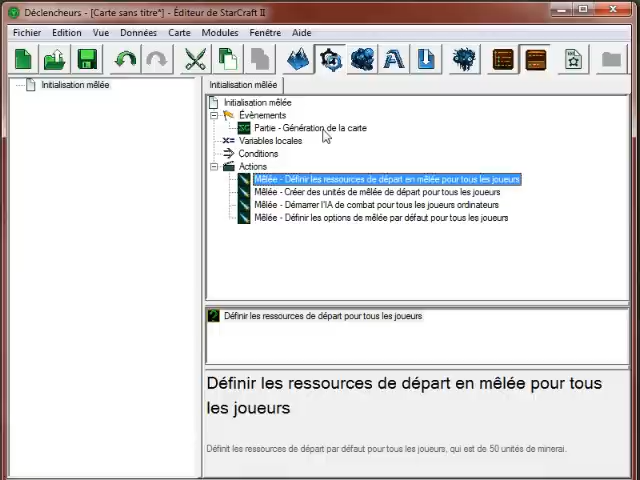 Déclencheurs - [Carte sans titre*] - Éditeur de StarCraft II
Fichier Edition Vue Données Carte Modules Fenêtre Aide
Initialisation mêlée
Initialisation mêlée
Initialisation mêlée
Évènements
Partie - Génération de la carte
Variables locales
Conditions
Actions
Mêlée - Définir les ressources de départ en mêlée pour tous les joueurs
Mêlée - Créer des unités de mêlée de départ pour tous les joueurs
Mêlée - Démarrer l'IA de combat pour tous les joueurs ordinateurs
Mêlée - Définir les options de mêlée par défaut pour tous les joueurs
Définir les ressources de départ pour tous les joueurs
Définir les ressources de départ en mêlée pour tous
les joueurs
Définit les ressources de départ par défaut pour tous les joueurs, qui est de 50 unités de minerai.